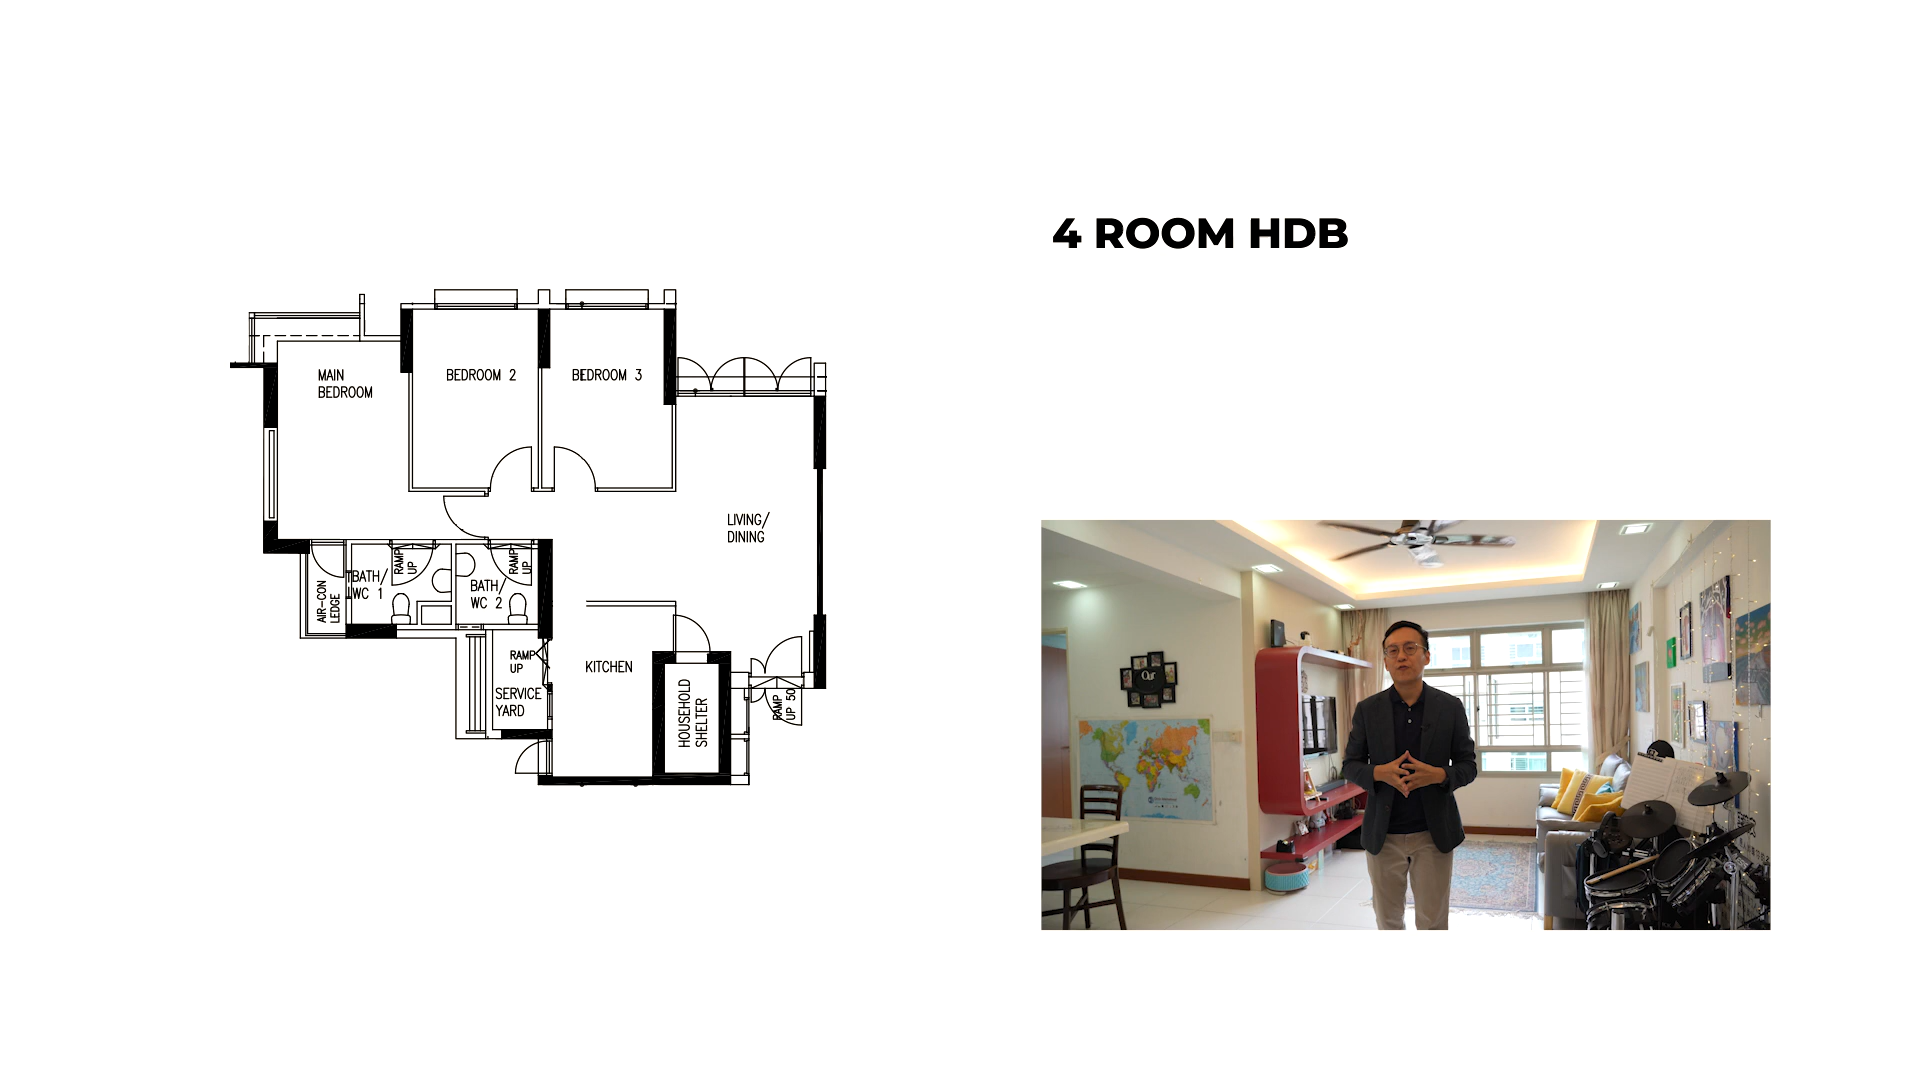 4 ROOM HDB
MAIN
BEDROOM
BEDROOM 2
BEDROOM 3
LIVING/
DINING
BATH/
WC 1
RAMP
UP
BATH/
WC 2
RAMP
UP
AIR-CON
LEDGE
RAMP
UP
SERVICE
YARD
KITCHEN
HOUSEHOLD
SHELTER
RAMP
UP 50
Our